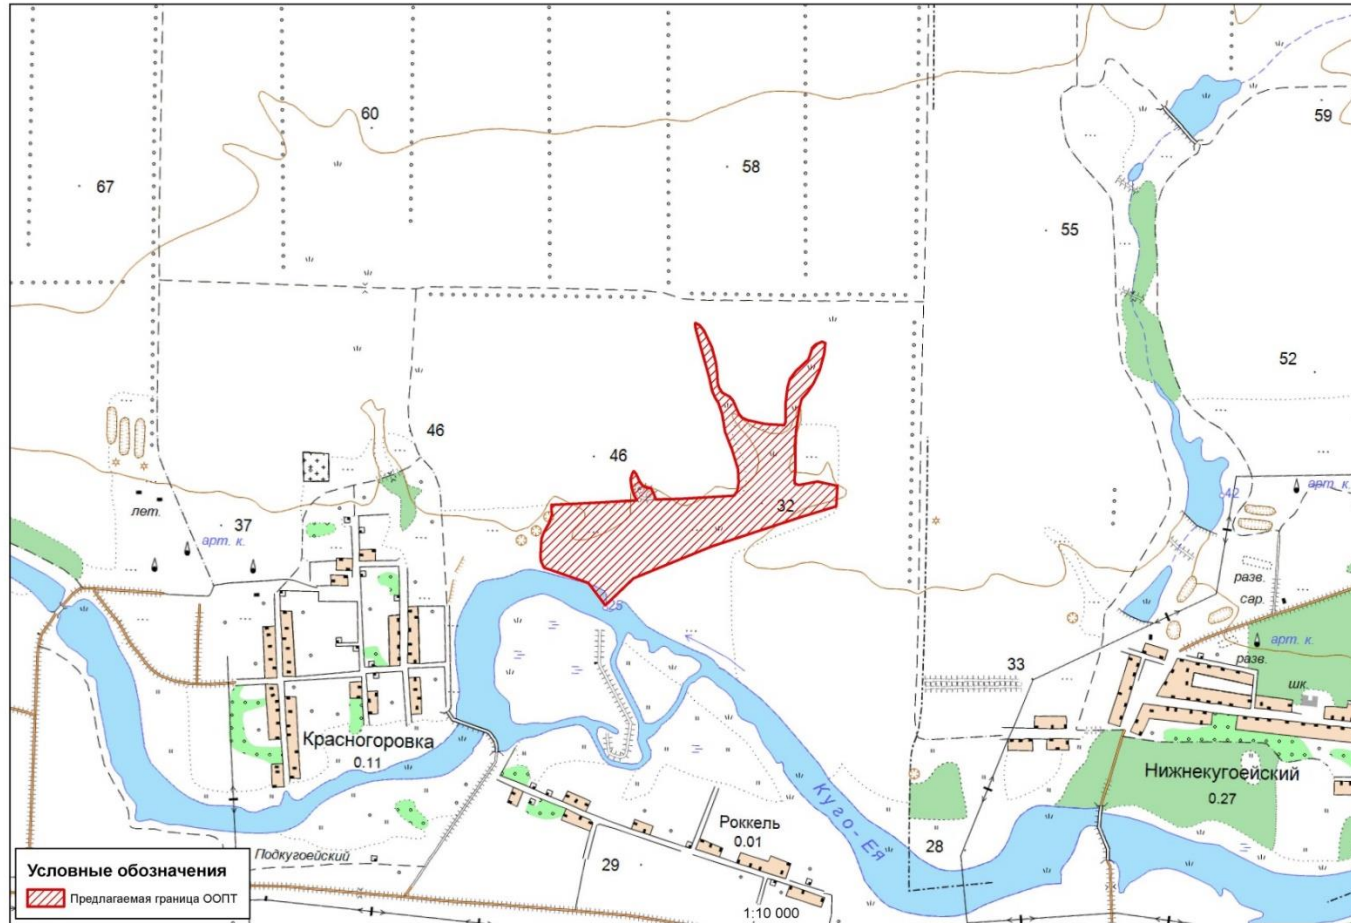 60
59
67
58
55
52
46
46
32
лет.
37
арт. к.
42
арт. к.
25
разв.
сар.
арт. к.
33
разв.
шк.
Красногоровка
0.11
Нижнекугоейский
0.27
Куго-Ея
Роккель
0.01
28
29
Подкугоейский
1:10 000
Условные обозначения
Предлагаемая граница ООПТ